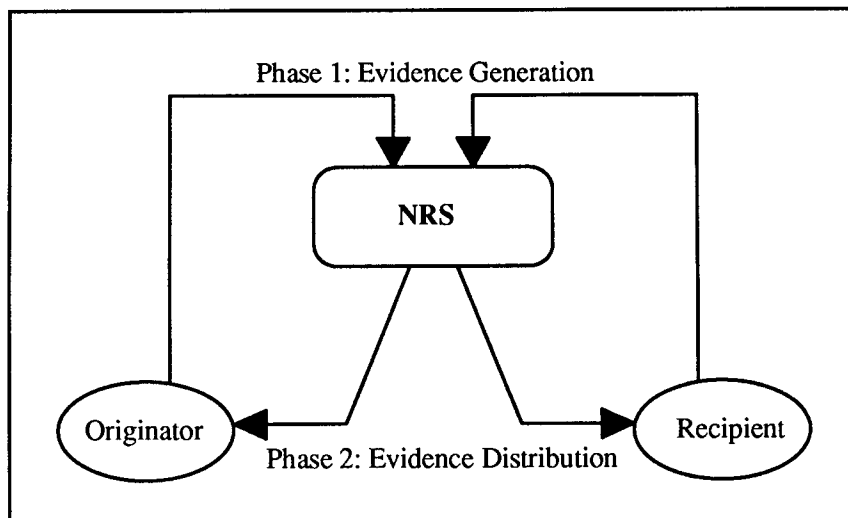 Phase 1: Evidence Generation
NRS
Originator
Recipient
Phase 2: Evidence Distribution